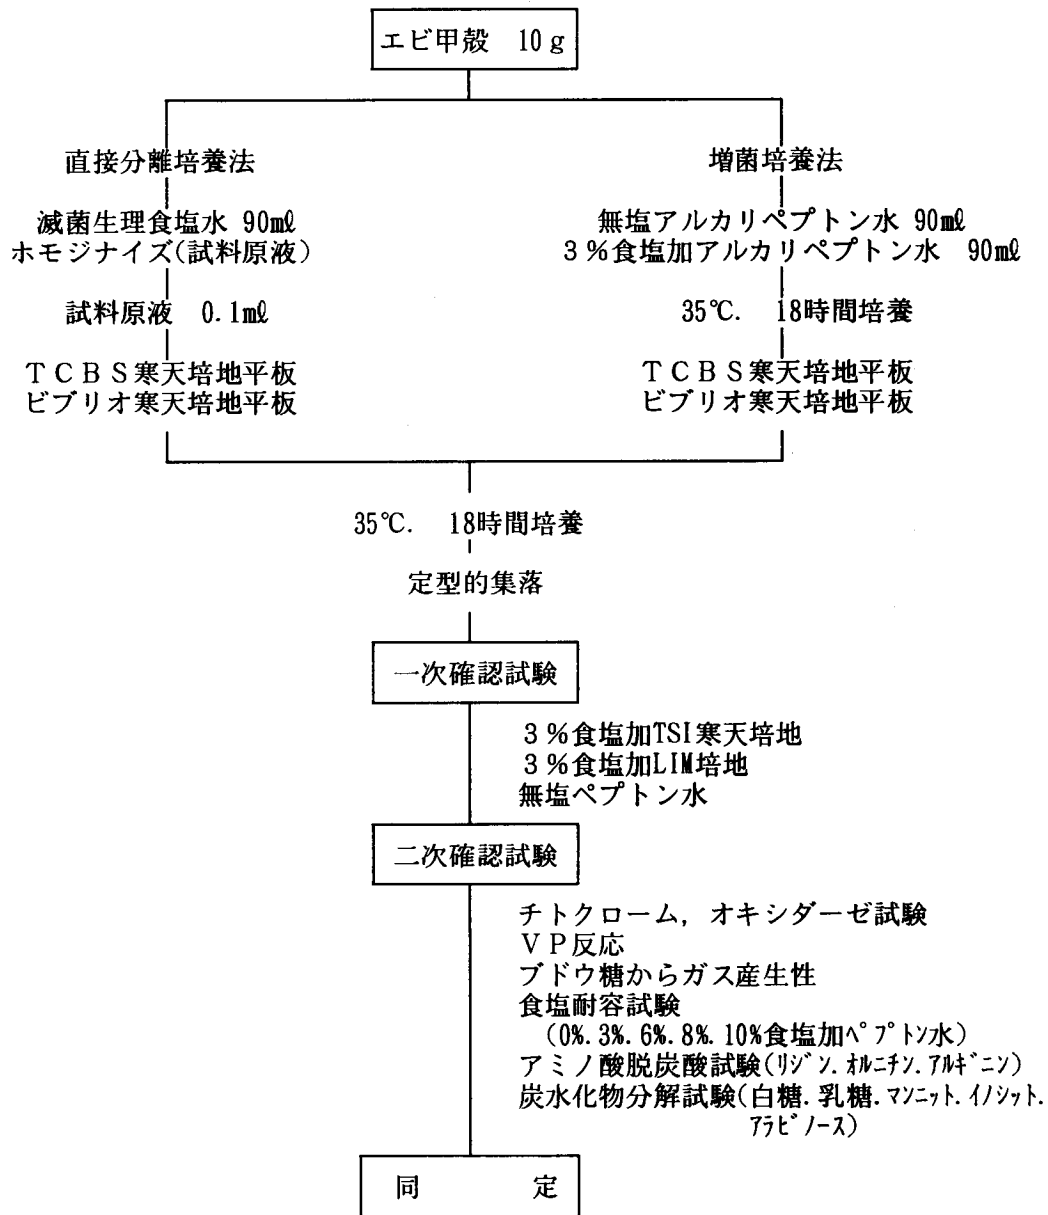 エビ甲殻 10g
直接分離培養法
滅菌生理食塩水 90mℓ
ホモジナイズ(試料原液)
試料原液 0.1mℓ
TCBS寒天培地平板
ビブリオ寒天培地平板
増菌培養法
無塩アルカリペプトン水 90mℓ
3%食塩加アルカリペプトン水 90mℓ
35℃. 18時間培養
TCBS寒天培地平板
ビブリオ寒天培地平板
35℃. 18時間培養
定型的集落
一次確認試験
3%食塩加TSI寒天培地
3%食塩加LIM培地
無塩ペプトン水
二次確認試験
チトクローム,オキシダーゼ試験
VP反応
ブドウ糖からガス産生性
食塩耐容試験
(0%.3%.6%.8%.10%食塩加ペプトン水)
アミノ酸脱炭酸試験(リジン.オルニチン.アルギニン)
炭水化物分解試験(白糖.乳糖.マンニット.イノシット.
アラビノース)
同 定